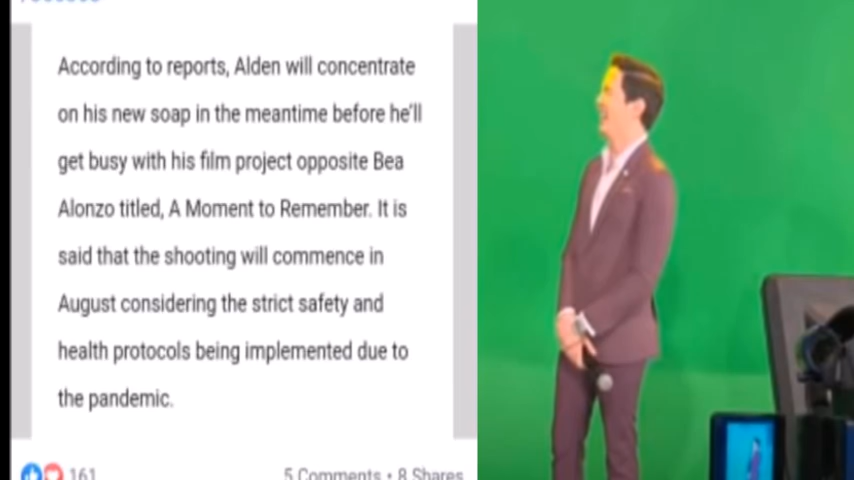 According to reports, Alden will concentrate
on his new soap in the meantime before he'll
get busy with his film project opposite Bea
Alonzo titled, A Moment to Remember. It is
said that the shooting will commence in
August considering the strict safety and
health protocols being implemented due to
the pandemic.
161
5 Comments • 8 Shares